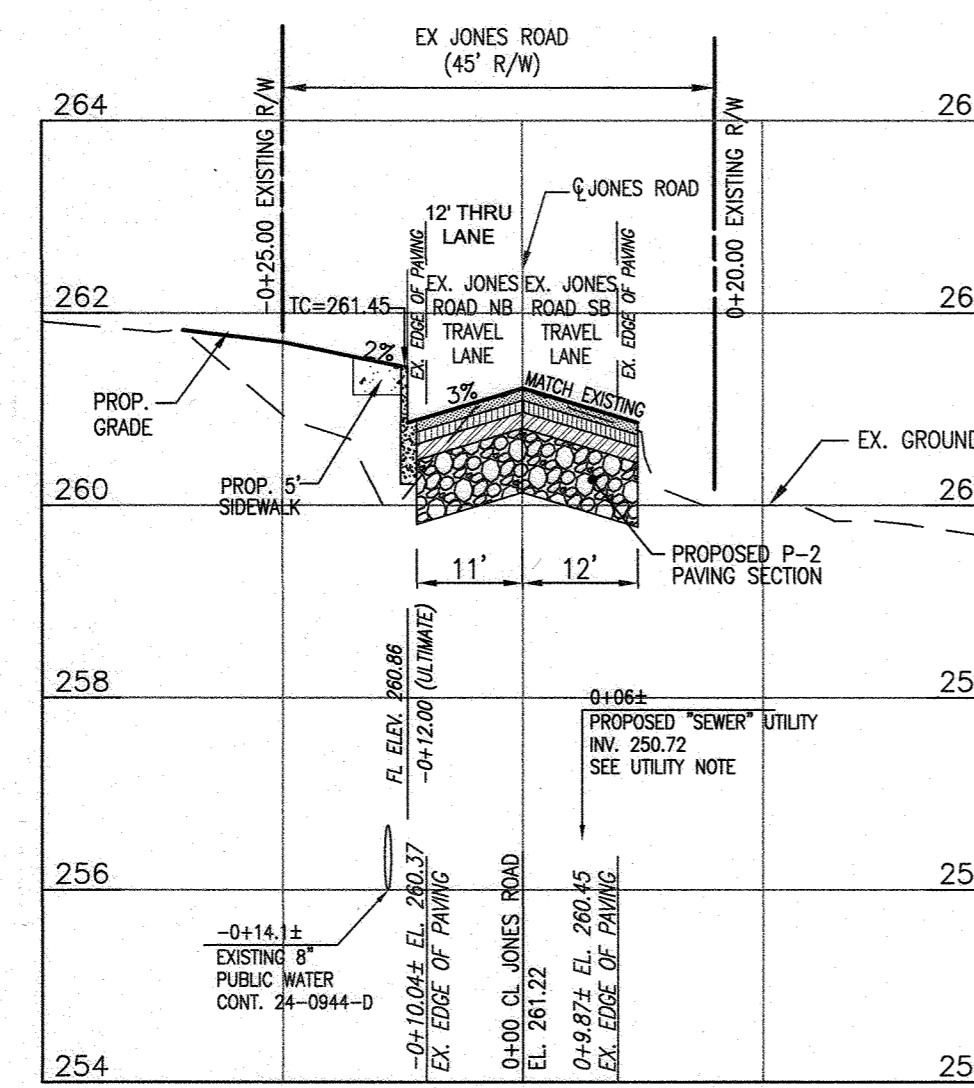 EX JONES ROAD
(45' R/W)
264
26
-0+25.00 EXISTING R/W
0+20.00 EXISTING R/W
℄ JONES ROAD
12' THRU
LANE
EX. EDGE OF PAVING
EX. EDGE OF PAVING
262
26
TC=261.45
EX. JONES
ROAD NB
TRAVEL
LANE
EX. JONES
ROAD SB
TRAVEL
LANE
2%
3%
MATCH EXISTING
PROP.
GRADE
EX. GROUND
PROP. 5'
SIDEWALK
260
26
PROPOSED P-2
PAVING SECTION
11'
12'
FL ELEV. 260.86
-0+12.00 (ULTIMATE)
258
25
0+06±
PROPOSED "SEWER" UTILITY
INV. 250.72
SEE UTILITY NOTE
256
25
-0+14.1±
EXISTING 8"
PUBLIC WATER
CONT. 24-0944-D
-0+10.04± EL. 260.37
EX. EDGE OF PAVING
0+00 CL JONES ROAD
EL. 261.22
0+9.87± EL. 260.45
EX. EDGE OF PAVING
254
25